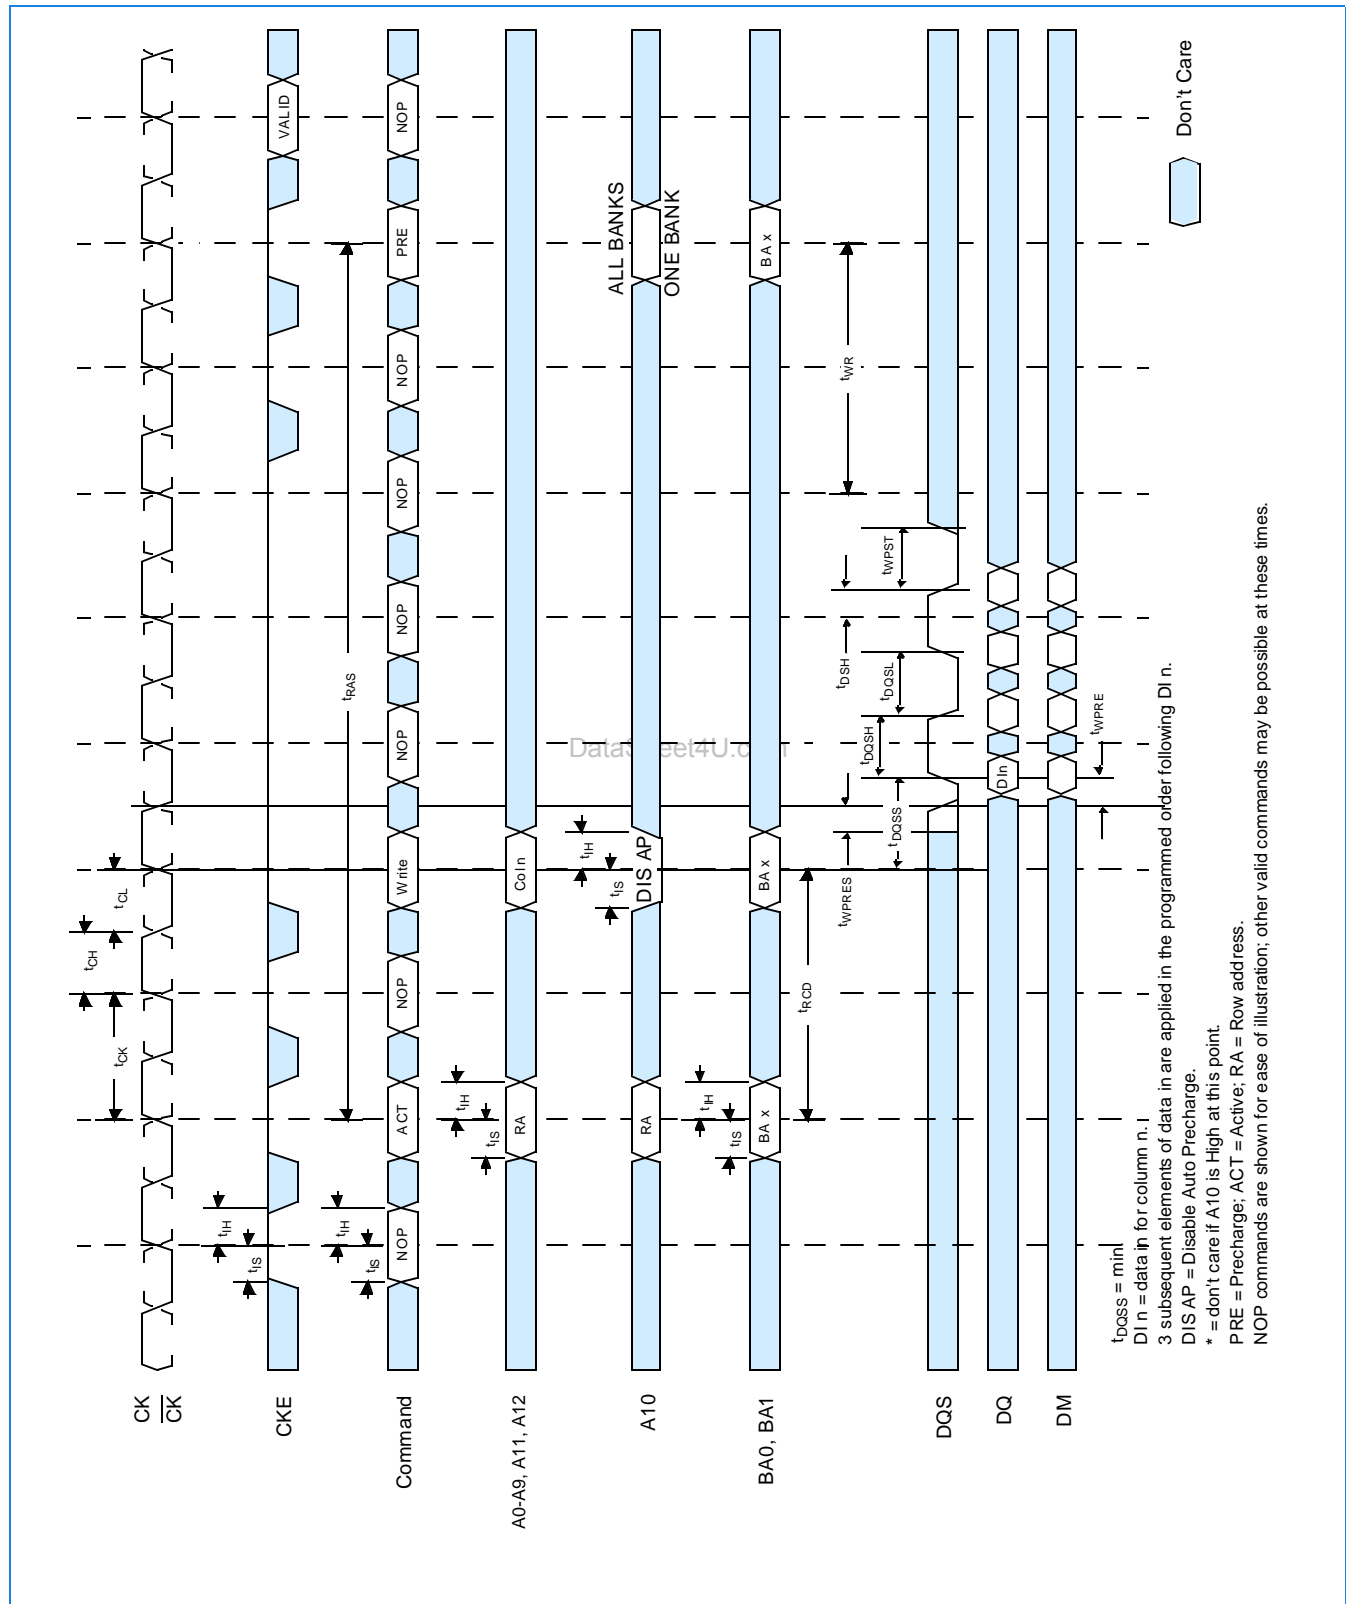 CK
CK
tCH
tCL
tCK
CKE
tIS
tIH
VALID
Command
tIS
tIH
NOP
ACT
NOP
Write
NOP
NOP
NOP
NOP
PRE
NOP
tRAS
A0-A9, A11, A12
tIS
tIH
RA
Col n
A10
RA
tIS
tIH
DIS AP
ALL BANKS
ONE BANK
BA0, BA1
tIS
tIH
BA x
BA x
BA x
tRCD
DQS
tWPRES
tDQSS
tDQSH
tDQSL
tDSH
tWPST
tWR
DQ
DIn
DM
tWPRE
DataSheet4U.com
Don't Care
tDQSS = min.
DI n = data in for column n.
3 subsequent elements of data in are applied in the programmed order following DI n.
DIS AP = Disable Auto Precharge.
* = don't care if A10 is High at this point.
PRE = Precharge; ACT = Active; RA = Row address.
NOP commands are shown for ease of illustration; other valid commands may be possible at these times.